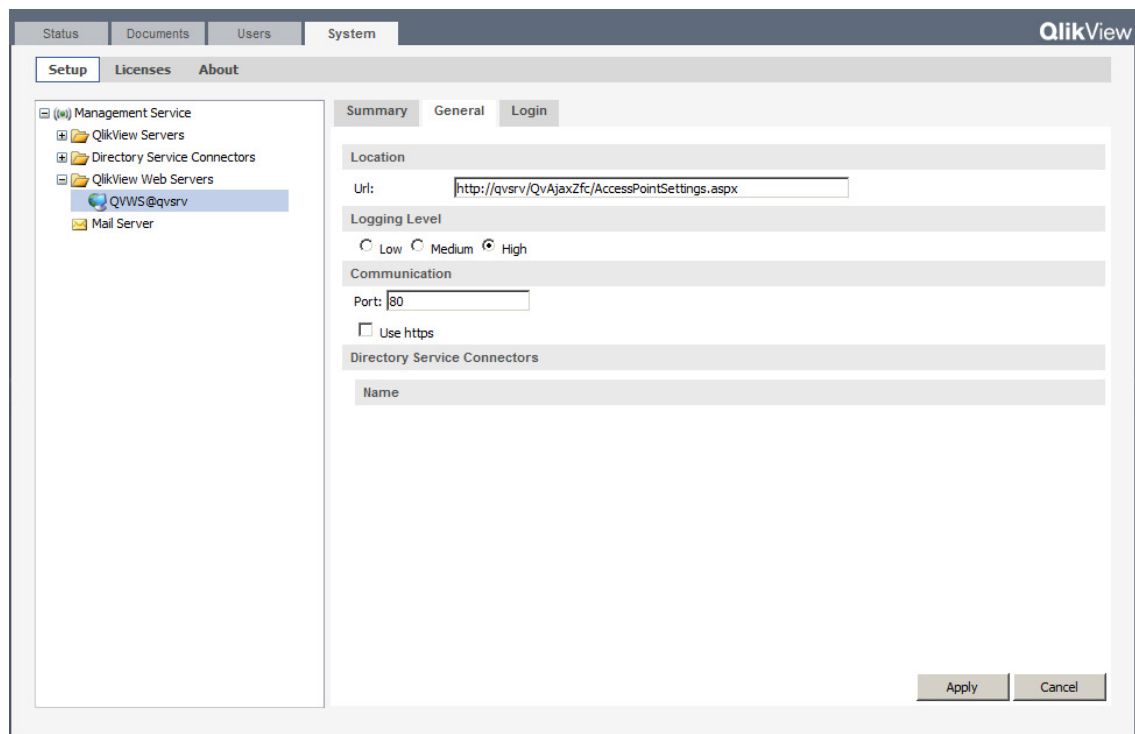 Status Documents Users System QlikView
Setup Licenses About
Management Service
QlikView Servers
Directory Service Connectors
QlikView Web Servers
QVWS@qvsrv
Mail Server
Summary General Login
Location
Url: http://qvsrv/QvAjaxZfc/AccessPointSettings.aspx
Logging Level
Low Medium High
Communication
Port: 80
Use https
Directory Service Connectors
Name
Apply Cancel